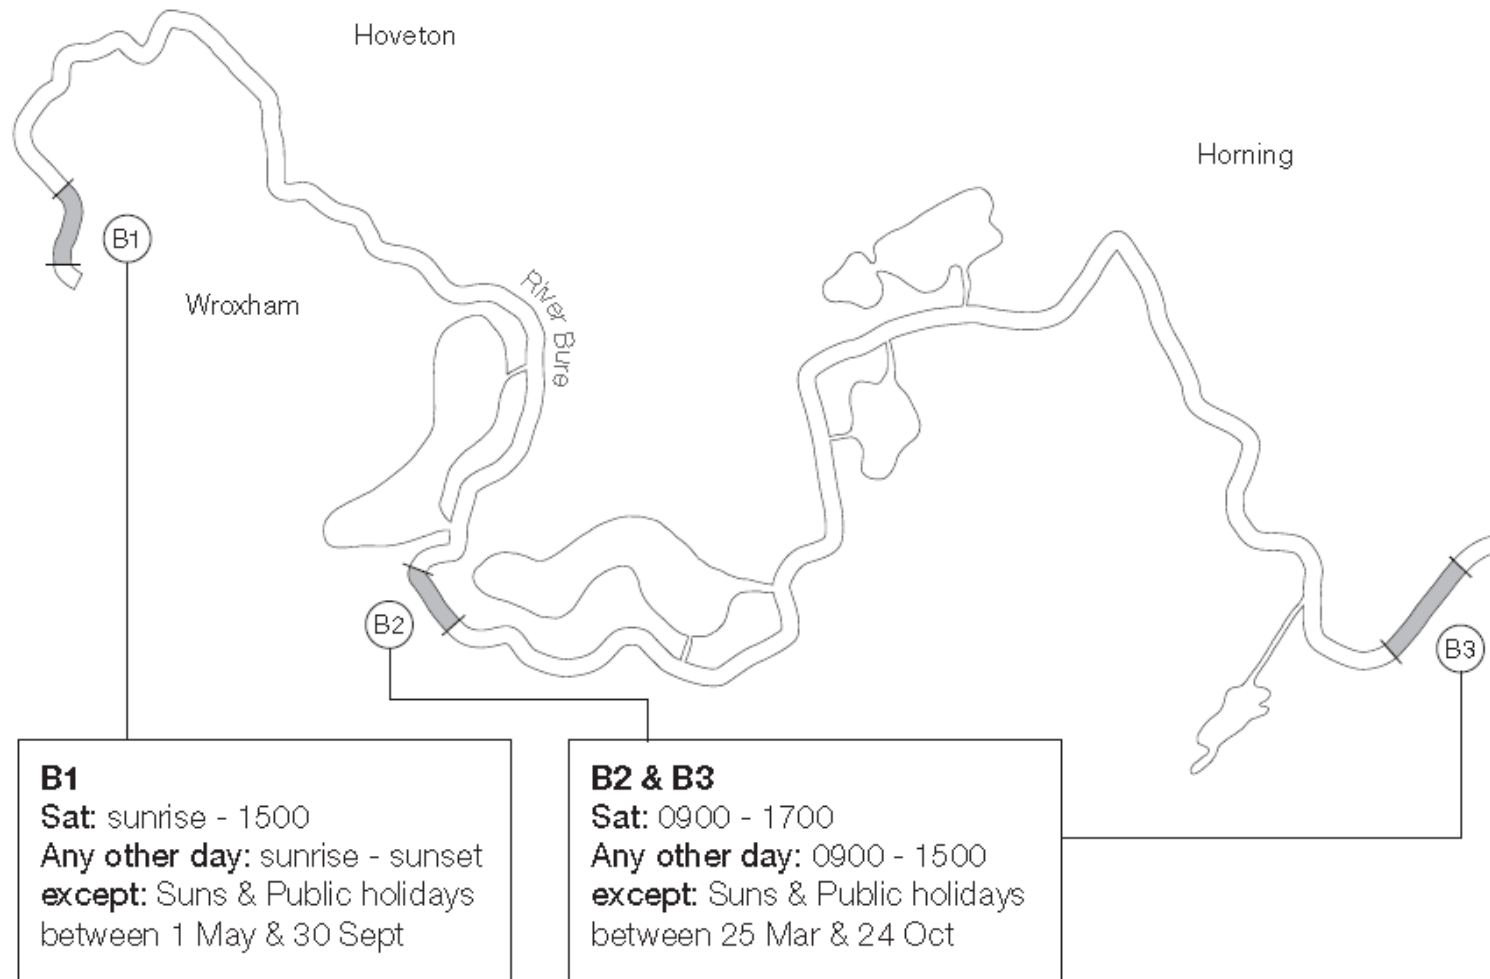 Hoveton
Horning
B1
Wroxham
River Bure
B2
B3
B1
Sat: sunrise - 1500
Any other day: sunrise - sunset
except: Suns & Public holidays
between 1 May & 30 Sept
B2 & B3
Sat: 0900 - 1700
Any other day: 0900 - 1500
except: Suns & Public holidays
between 25 Mar & 24 Oct